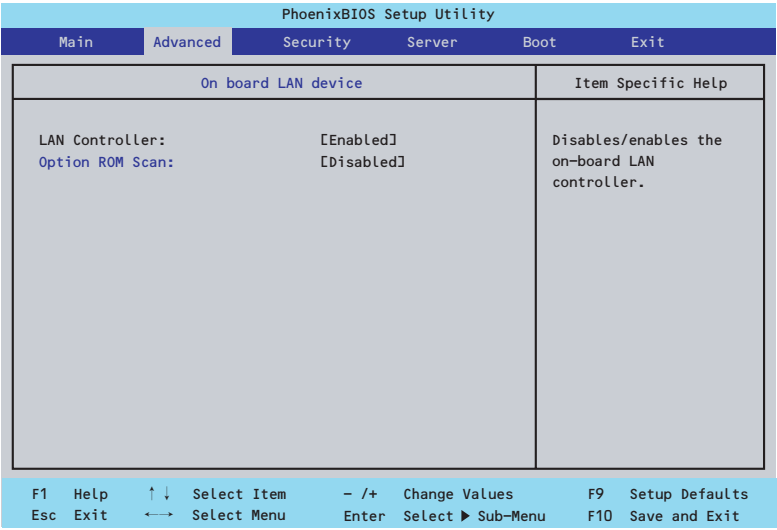 PhoenixBIOS Setup Utility
Main Advanced Security Server Boot Exit
On board LAN device
Item Specific Help
LAN Controller: [Enabled]
Option ROM Scan: [Disabled]
Disables/enables the
on-board LAN
controller.
F1 Help ↑↓ Select Item - /+ Change Values F9 Setup Defaults
Esc Exit ←→ Select Menu Enter Select ▶ Sub-Menu F10 Save and Exit